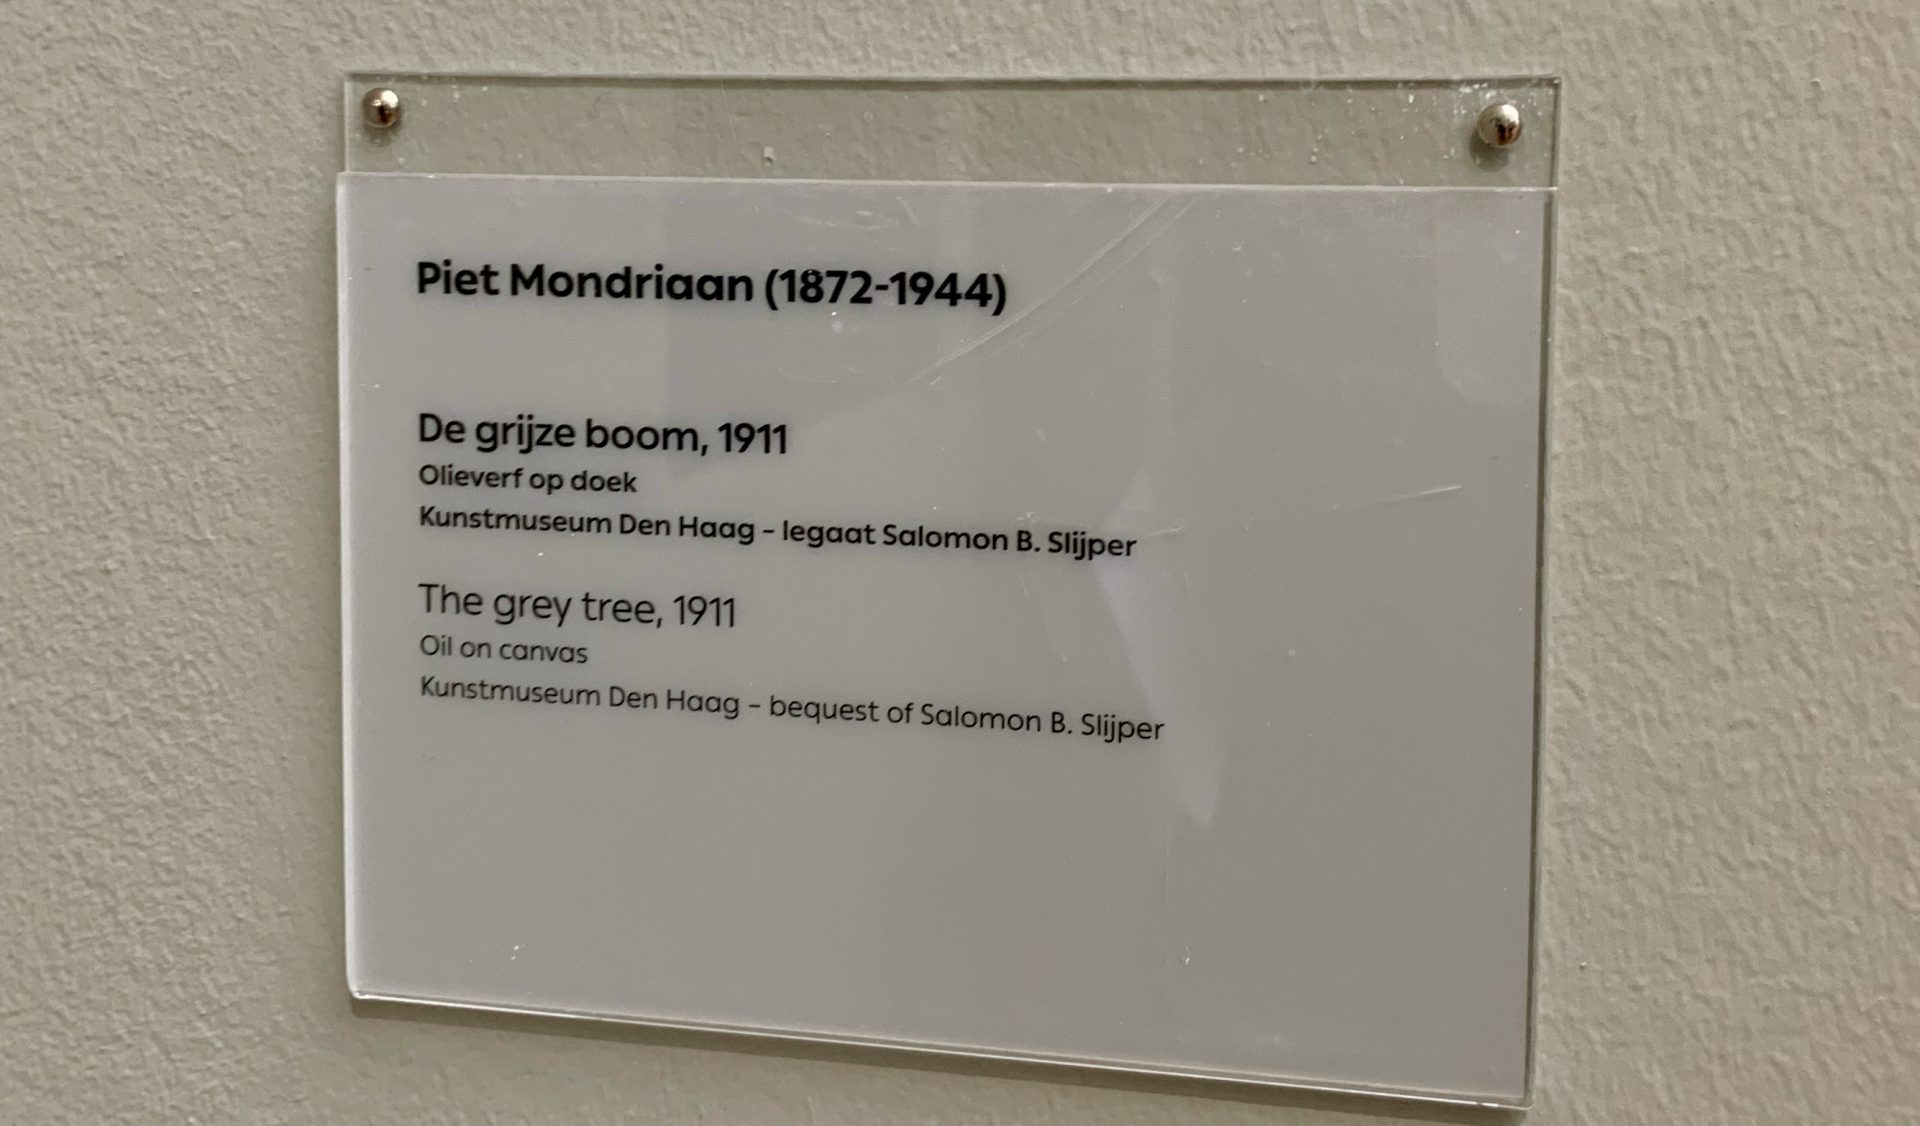 Piet Mondriaan (1872-1944)
De grijze boom, 1911
Olieverf op doek
Kunstmuseum Den Haag – legaat Salomon B. Slijper
The grey tree, 1911
Oil on canvas
Kunstmuseum Den Haag – bequest of Salomon B. Slijper